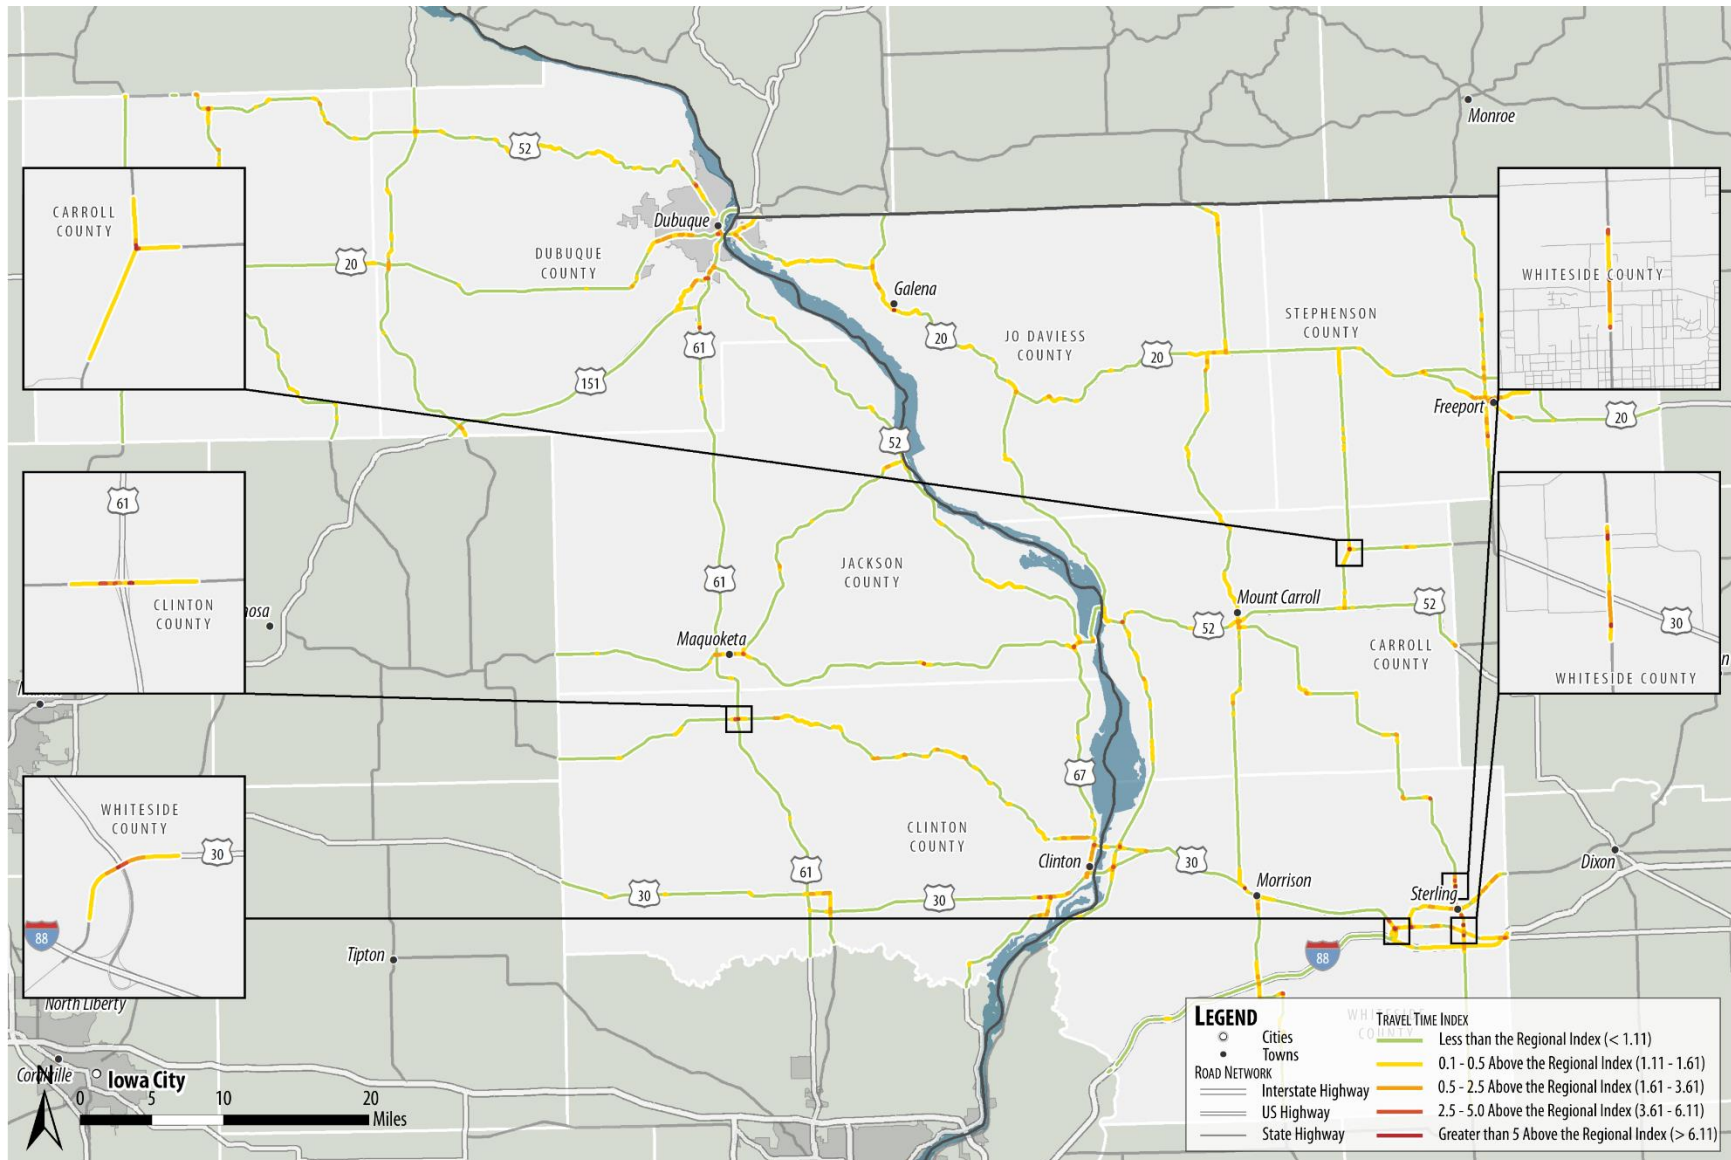 Monroe
52
CARROLL
COUNTY
WHITESIDE COUNTY
Dubuque
DUBUQUE
COUNTY
20
Galena
STEPHENSON
COUNTY
JO DAVIESS
COUNTY
61
20
20
151
Freeport
20
52
61
CLINTON
COUNTY
30
WHITESIDE COUNTY
61
JACKSON
COUNTY
Mount Carroll
52
52
CARROLL
COUNTY
Maquoketa
67
WHITESIDE
COUNTY
30
88
CLINTON
COUNTY
Clinton
30
Dixon
61
30
30
Morrison
Sterling
Tipton
88
North Liberty
Iowa City
N
0 5 10 20
Miles
LEGEND
Cities
Towns
ROAD NETWORK
Interstate Highway
US Highway
State Highway
WHITESIDE
COUNTY
TRAVEL TIME INDEX
Less than the Regional Index (< 1.11)
0.1 - 0.5 Above the Regional Index (1.11 - 1.61)
0.5 - 2.5 Above the Regional Index (1.61 - 3.61)
2.5 - 5.0 Above the Regional Index (3.61 - 6.11)
Greater than 5 Above the Regional Index (> 6.11)